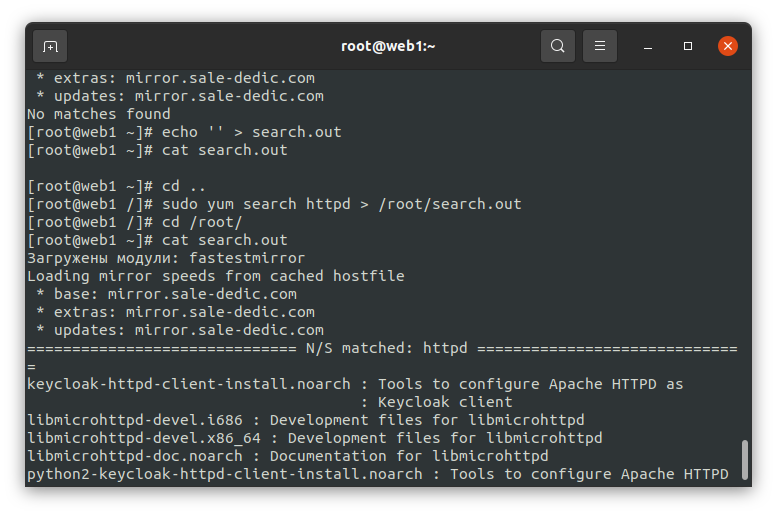 root@web1:~
 * extras: mirror.sale-dedic.com
 * updates: mirror.sale-dedic.com
No matches found
[root@web1 ~]# echo '' > search.out
[root@web1 ~]# cat search.out
[root@web1 ~]# cd ..
[root@web1 /]# sudo yum search httpd > /root/search.out
[root@web1 /]# cd /root/
[root@web1 ~]# cat search.out
Загружены модули: fastestmirror
Loading mirror speeds from cached hostfile
 * base: mirror.sale-dedic.com
 * extras: mirror.sale-dedic.com
 * updates: mirror.sale-dedic.com
============================== N/S matched: httpd =============================
=
keycloak-httpd-client-install.noarch : Tools to configure Apache HTTPD as
                                     : Keycloak client
libmicrohttpd-devel.i686 : Development files for libmicrohttpd
libmicrohttpd-devel.x86_64 : Development files for libmicrohttpd
libmicrohttpd-doc.noarch : Documentation for libmicrohttpd
python2-keycloak-httpd-client-install.noarch : Tools to configure Apache HTTPD